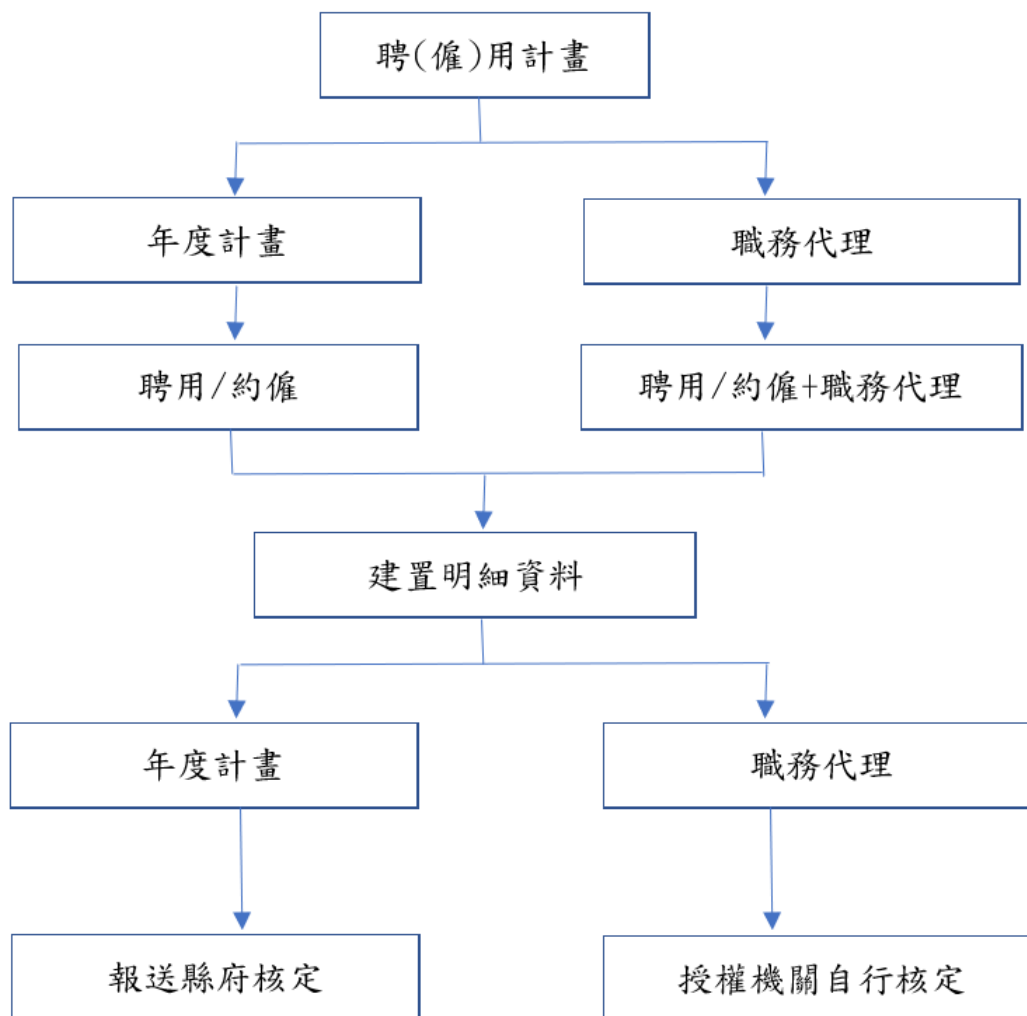 聘(僱)用計畫
年度計畫
職務代理
聘用/約僱
聘用/約僱+職務代理
建置明細資料
年度計畫
職務代理
報送縣府核定
授權機關自行核定